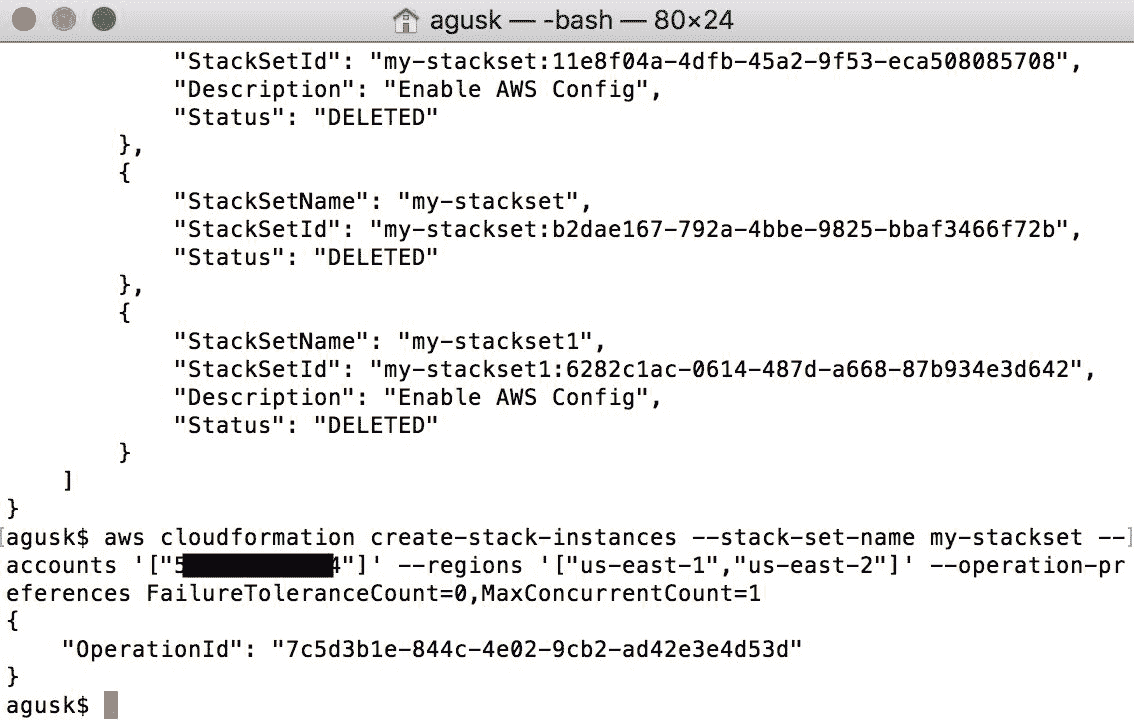 agusk — -bash — 80×24
"StackSetId": "my-stackset:11e8f04a-4dfb-45a2-9f53-eca508085708",
"Description": "Enable AWS Config",
"Status": "DELETED"
},
{
"StackSetName": "my-stackset",
"StackSetId": "my-stackset:b2dae167-792a-4bbe-9825-bbaf3466f72b",
"Status": "DELETED"
},
{
"StackSetName": "my-stackset1",
"StackSetId": "my-stackset1:6282c1ac-0614-487d-a668-87b934e3d642",
"Description": "Enable AWS Config",
"Status": "DELETED"
}
]
}
[agusk$ aws cloudformation create-stack-instances --stack-set-name my-stackset --]
accounts '["5 4"]' --regions '["us-east-1","us-east-2"]' --operation-pr
eferences FailureToleranceCount=0,MaxConcurrentCount=1
{
"OperationId": "7c5d3b1e-844c-4e02-9cb2-ad42e3e4d53d"
}
agusk$